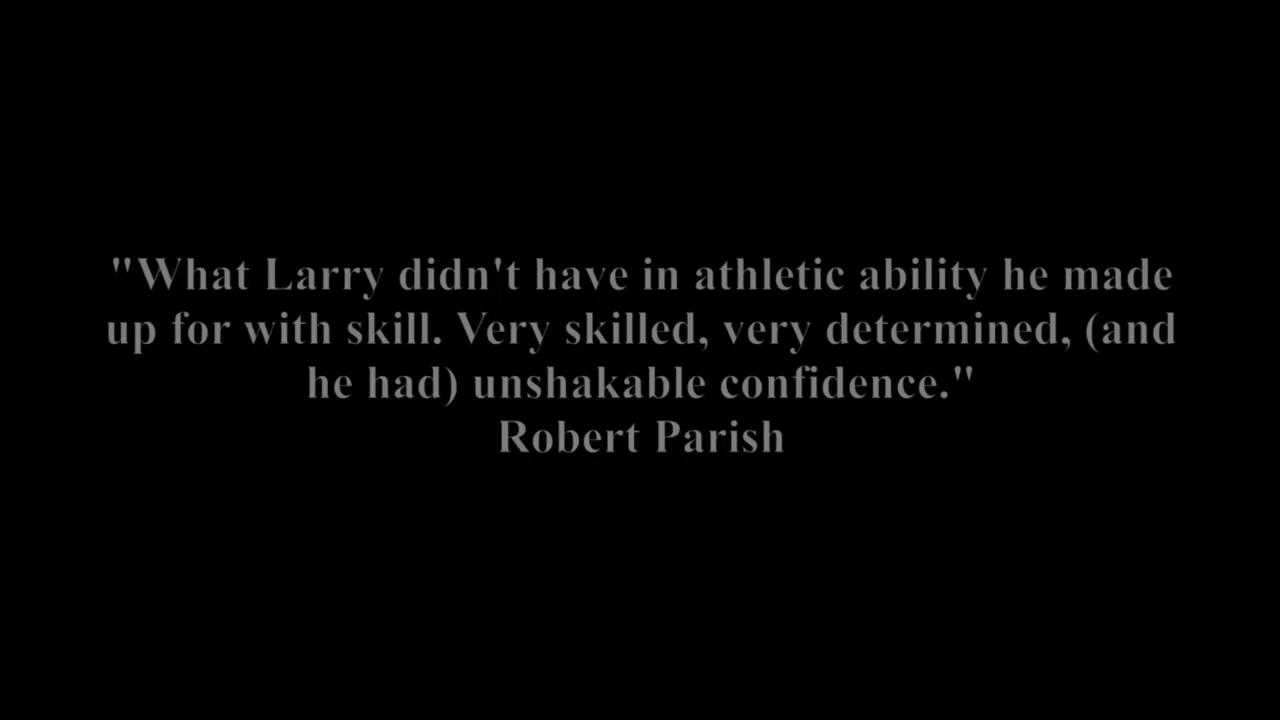 "What Larry didn't have in athletic ability he made
up for with skill. Very skilled, very determined, (and
he had) unshakable confidence."
Robert Parish